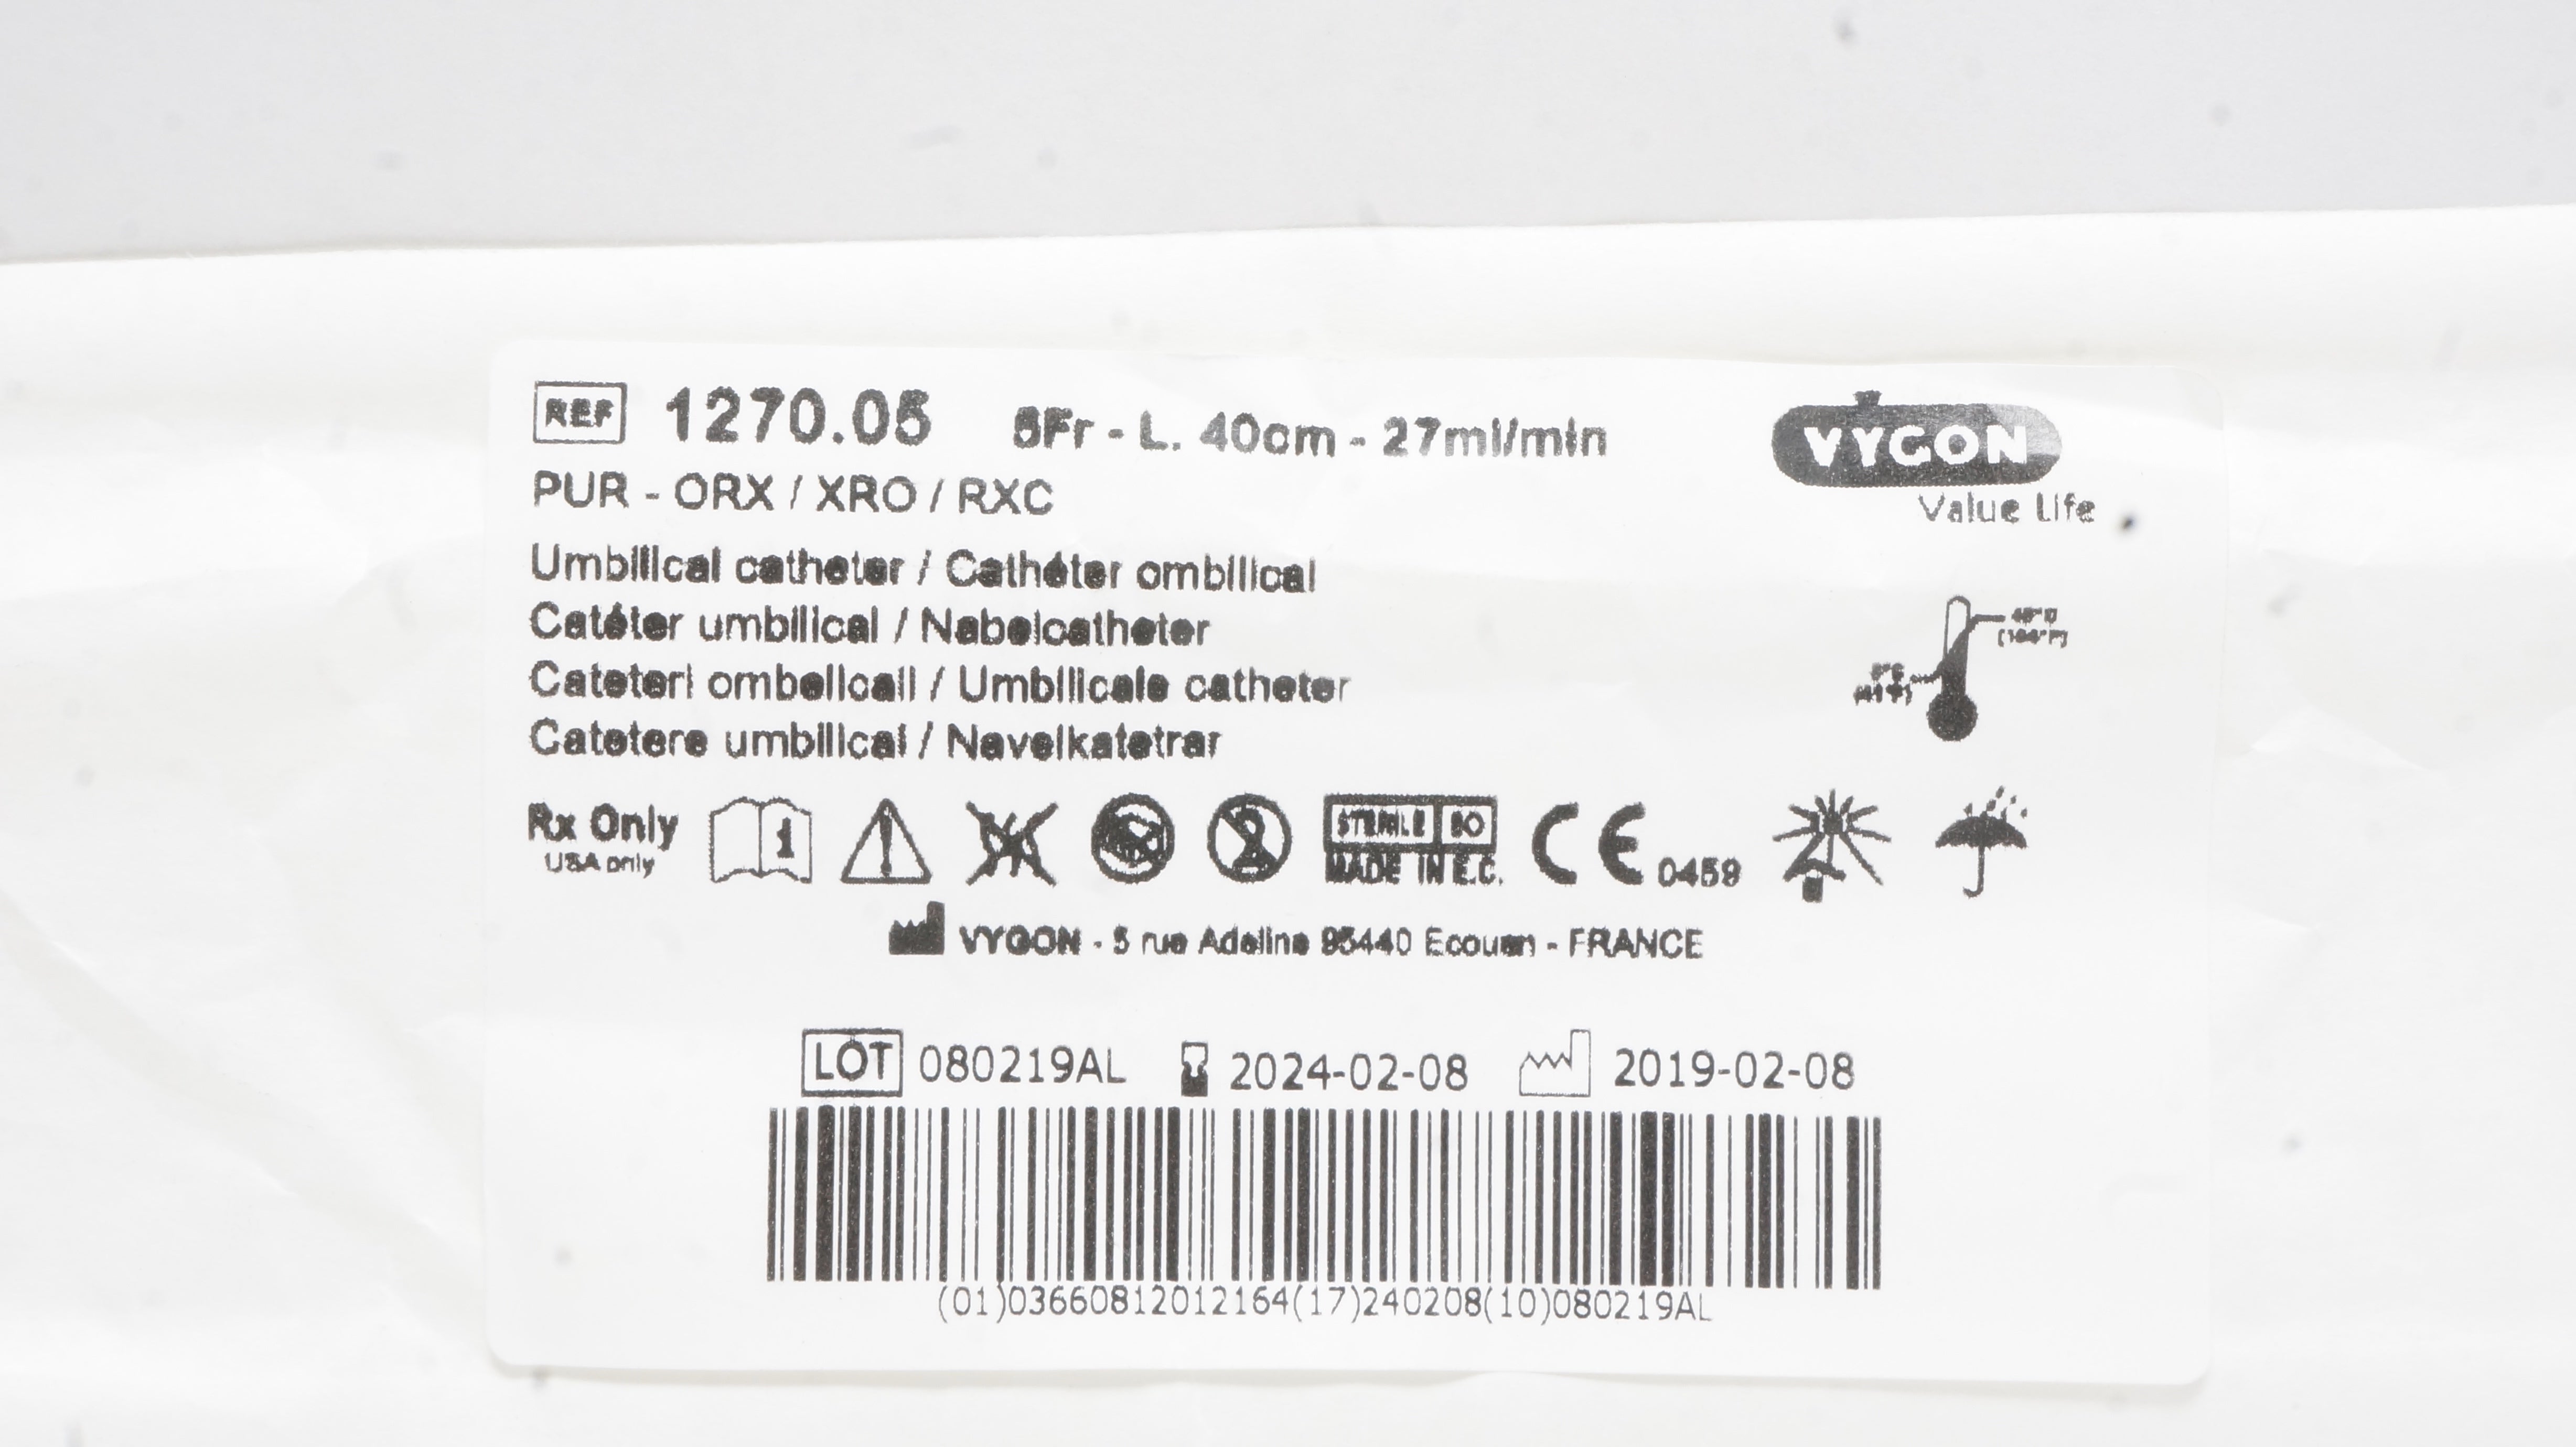 REF 1270.05 5Fr - L. 40cm - 27ml/min
VYGON
Value Life
PUR - ORX / XRO / RXC
Umbilical catheter / Cathéter ombilical
Catéter umbilical / Nabelcatheter
Cateteri ombelicali / Umbilicale catheter
Catetere umbilical / Navelkatetrar
Rx Only
USA only
STERILE EO
MADE IN E.C.
CE 0459
VYGON - 5 rue Adeline 95440 Ecouen - FRANCE
LOT 080219AL 2024-02-08 2019-02-08
(01)03660812012164(17)240208(10)080219AL